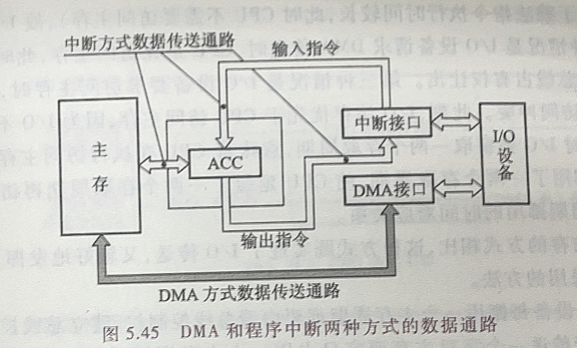 中断方式数据传送通路
输入指令
主存
ACC
中断接口
I/O设备
DMA接口
输出指令
DMA 方式数据传送通路
图 5.45 DMA 和程序中断两种方式的数据通路